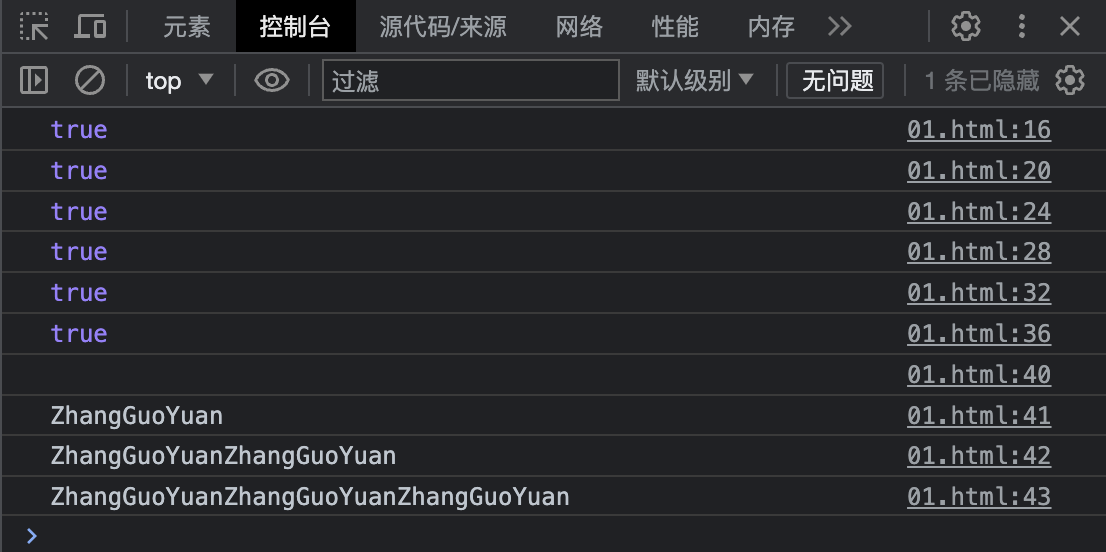 元素 控制台 源代码/来源 网络 性能 内存
top 过滤 默认级别 无问题 1 条已隐藏
true 01.html:16
true 01.html:20
true 01.html:24
true 01.html:28
true 01.html:32
true 01.html:36
01.html:40
ZhangGuoYuan 01.html:41
ZhangGuoYuanZhangGuoYuan 01.html:42
ZhangGuoYuanZhangGuoYuanZhangGuoYuan 01.html:43